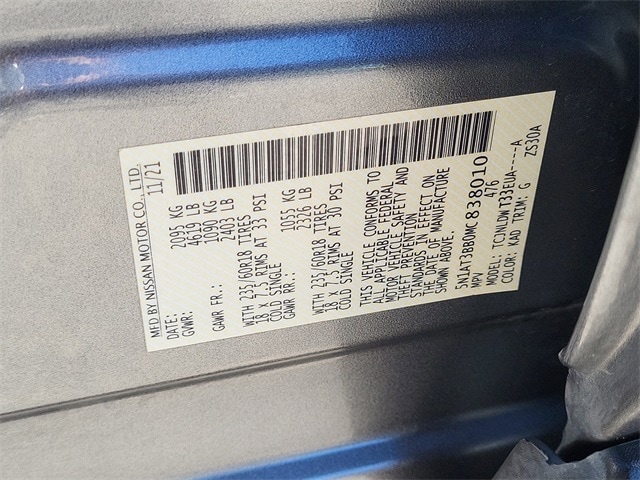 MFD BY NISSAN MOTOR CO., LTD.
DATE: 11/21
GVWR: 2095 KG
4619 LB
GAWR FR.: 1090 KG
2403 LB
WITH 235/60R18 TIRES
18 X 7.5 RIMS AT 33 PSI
COLD SINGLE
GAWR RR.: 1055 KG
2326 LB
WITH 235/60R18 TIRES
18 X 7.5 RIMS AT 30 PSI
COLD SINGLE
THIS VEHICLE CONFORMS TO
ALL APPLICABLE FEDERAL
MOTOR VEHICLE SAFETY AND
THEFT PREVENTION
STANDARDS IN EFFECT ON
THE DATE OF MANUFACTURE
SHOWN ABOVE.
5N1AT3BB0MC838010
MPV 476
MODEL: TCJNLDWT33EUA-----A
COLOR: KAD TRIM: G ZS30A